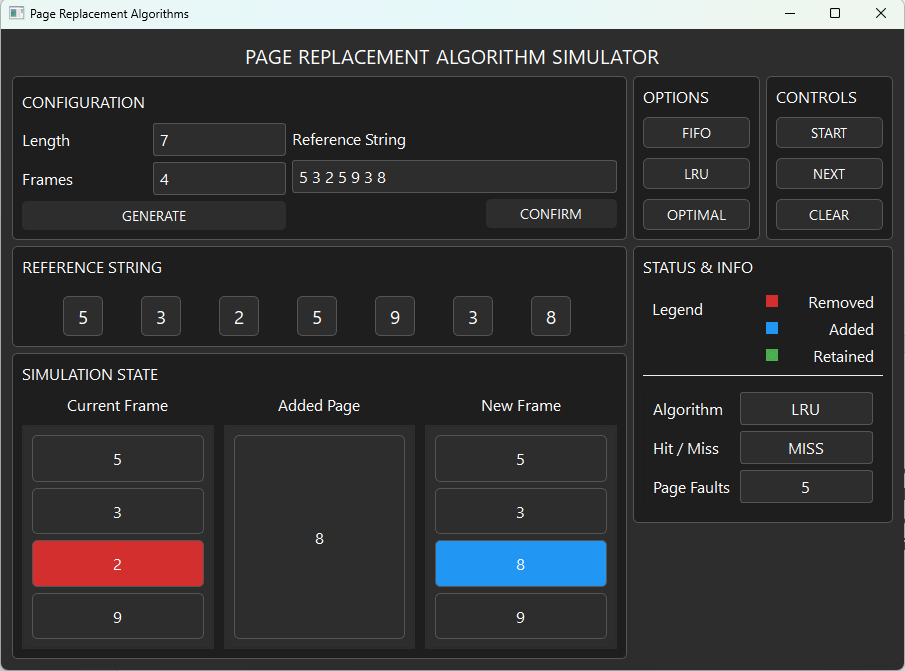 Page Replacement Algorithms
PAGE REPLACEMENT ALGORITHM SIMULATOR
CONFIGURATION
Length
7
Reference String
Frames
4
5 3 2 5 9 3 8
GENERATE
CONFIRM
OPTIONS
FIFO
LRU
OPTIMAL
CONTROLS
START
NEXT
CLEAR
REFERENCE STRING
5 3 2 5 9 3 8
STATUS & INFO
Legend
Removed
Added
Retained
Algorithm LRU
Hit / Miss MISS
Page Faults 5
SIMULATION STATE
Current Frame
5
3
2
9
Added Page
8
New Frame
5
3
8
9